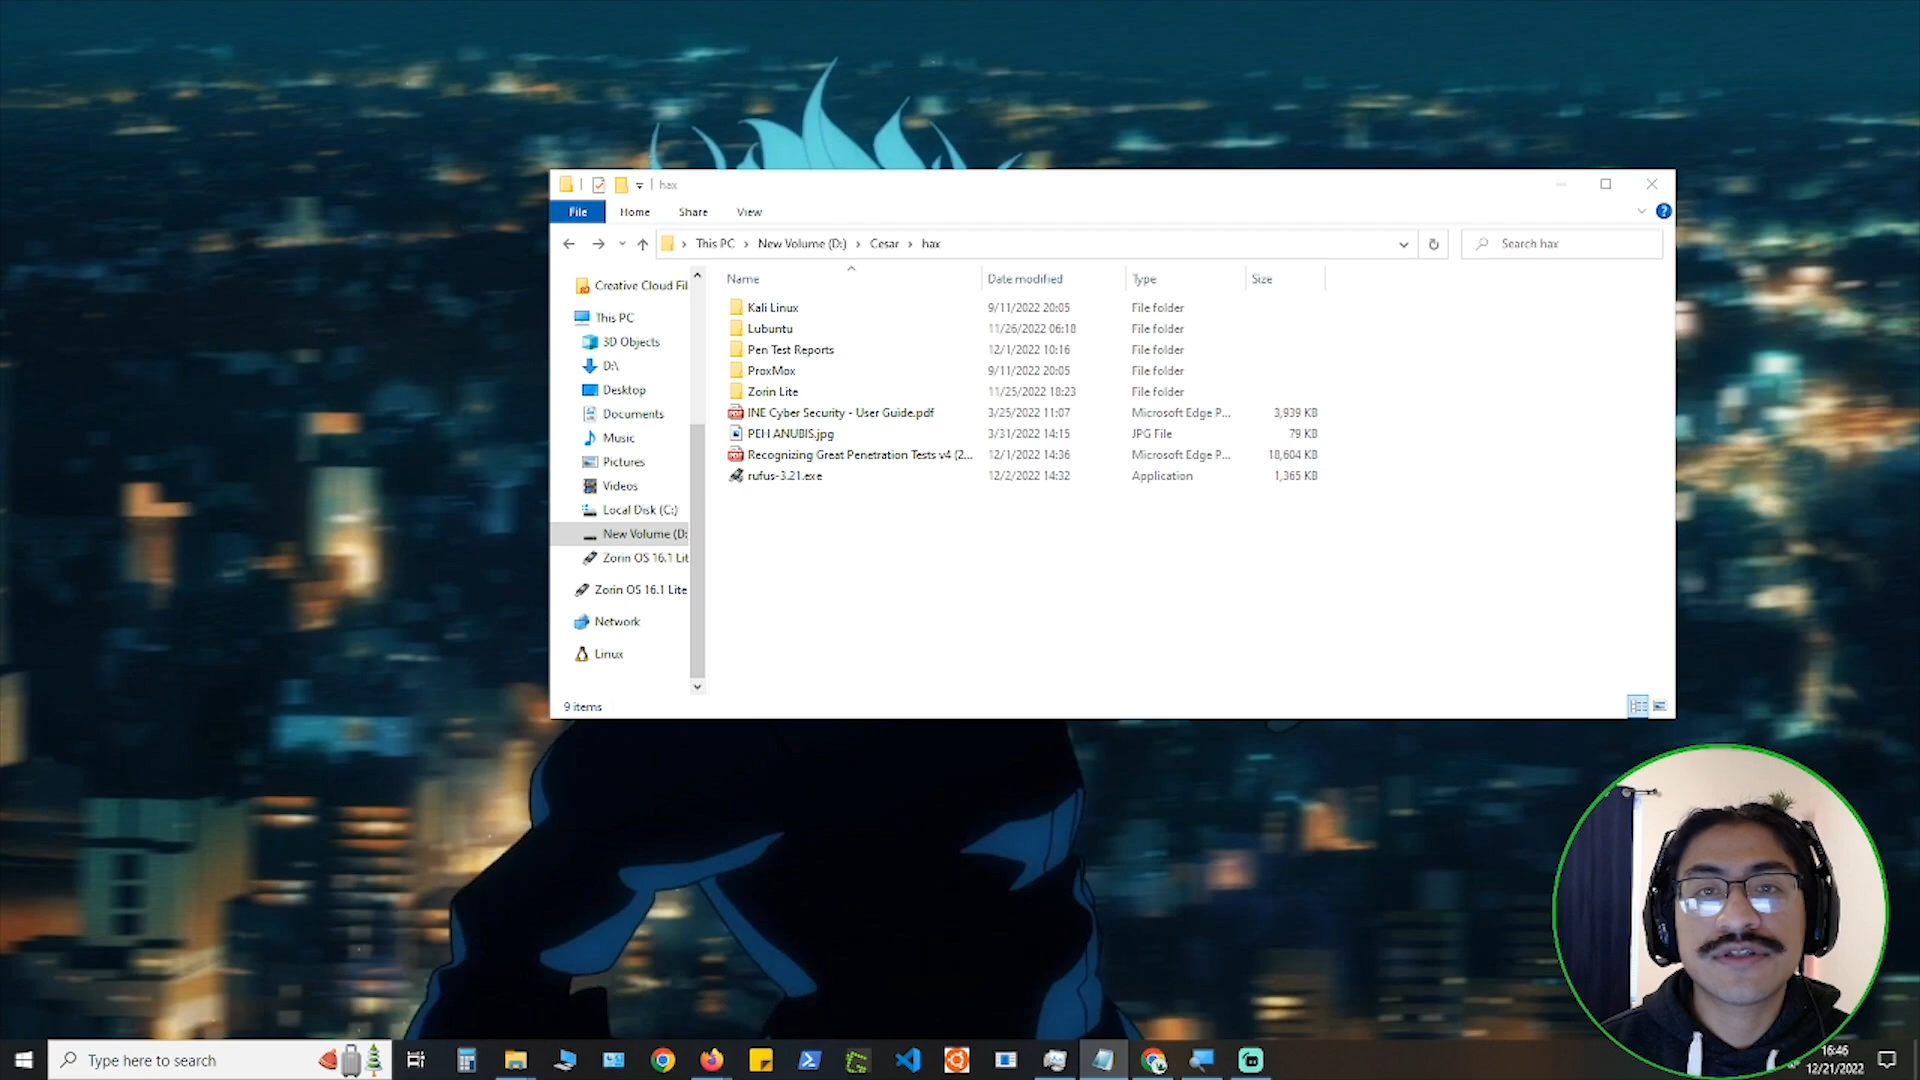 hax
File Home Share View
This PC New Volume (D:) Cesar hax
Search hax
Name Date modified Type Size
Creative Cloud Fil
This PC
3D Objects
D:\
Desktop
Documents
Music
Pictures
Videos
Local Disk (C:)
New Volume (D:
Zorin OS 16.1 Lit
Zorin OS 16.1 Lite
Network
Linux
Kali Linux 9/11/2022 20:05 File folder
Lubuntu 11/26/2022 06:18 File folder
Pen Test Reports 12/1/2022 10:16 File folder
ProxMox 9/11/2022 20:05 File folder
Zorin Lite 11/25/2022 18:23 File folder
INE Cyber Security - User Guide.pdf 3/25/2022 11:07 Microsoft Edge P... 3,939 KB
PEH ANUBIS.jpg 3/31/2022 14:15 JPG File 79 KB
Recognizing Great Penetration Tests v4 (2... 12/1/2022 14:36 Microsoft Edge P... 18,604 KB
rufus-3.21.exe 12/2/2022 14:32 Application 1,365 KB
9 items
Type here to search
16:46
12/21/2022